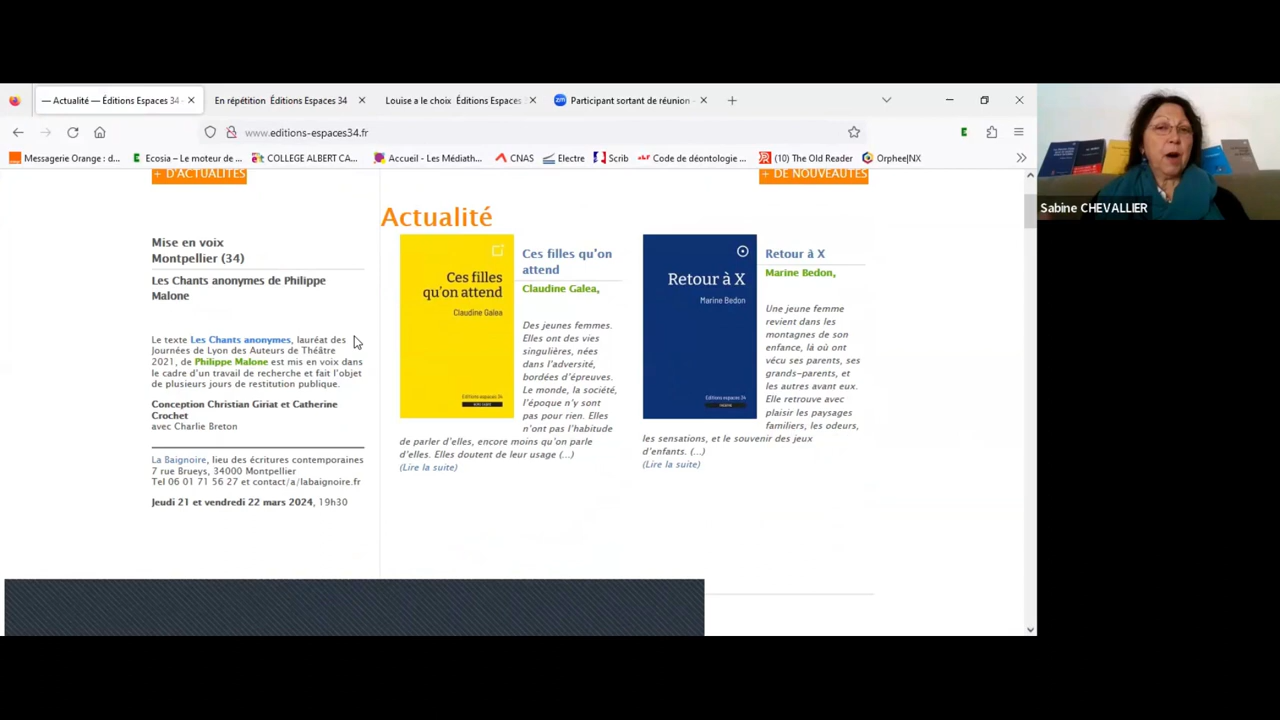 — Actualité — Éditions Espaces 34
En répétition Éditions Espaces 34
Louise a le choix Éditions Espaces
zm Participant sortant de réunion -
www.editions-espaces34.fr
Messagerie Orange : d...
Ecosia – Le moteur de ...
COLLEGE ALBERT CA...
Accueil - Les Médiath...
CNAS
Electre
Scrib
Code de déontologie ...
(10) The Old Reader
Orphee|NX
+ D'ACTUALITÉS
+ DE NOUVEAUTÉS
Actualité
Mise en voix
Montpellier (34)
Les Chants anonymes de Philippe
Malone
Le texte Les Chants anonymes, lauréat des
Journées de Lyon des Auteurs de Théâtre
2021, de Philippe Malone est mis en voix dans
le cadre d'un travail de recherche et fait l'objet
de plusieurs jours de restitution publique.
Conception Christian Giriat et Catherine
Crochet
avec Charlie Breton
La Baignoire, lieu des écritures contemporaines
7 rue Brueys, 34000 Montpellier
Tel 06 01 71 56 27 et contact/a/labaignoire.fr
Jeudi 21 et vendredi 22 mars 2024, 19h30
Ces filles
qu'on attend
Claudine Galea
Editions espaces 34
Ces filles qu'on
attend
Claudine Galea,
Des jeunes femmes.
Elles ont des vies
singulières, nées
dans l'adversité,
bordées d'épreuves.
Le monde, la société,
l'époque n'y sont
pas pour rien. Elles
n'ont pas l'habitude
de parler d'elles, encore moins qu'on parle
d'elles. Elles doutent de leur usage (...)
(Lire la suite)
Retour à X
Marine Bedon
Editions espaces 34
THÉÂTRE
Retour à X
Marine Bedon,
Une jeune femme
revient dans les
montagnes de son
enfance, là où ont
vécu ses parents, ses
grands-parents, et
les autres avant eux.
Elle retrouve avec
plaisir les paysages
familiers, les odeurs,
les sensations, et le souvenir des jeux
d'enfants. (...)
(Lire la suite)
Sabine CHEVALLIER